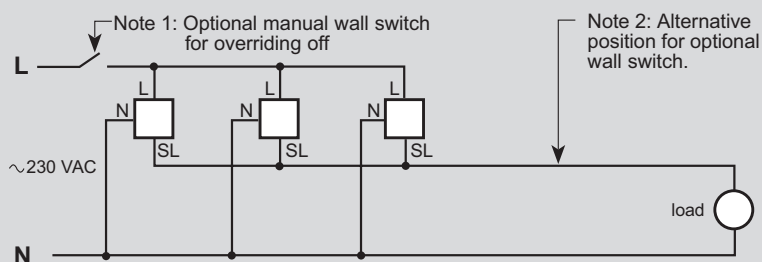 Note 1: Optional manual wall switch
for overriding off
Note 2: Alternative
position for optional
wall switch.
L
L
L
L
N
N
N
SL
SL
SL
~230 VAC
load
N